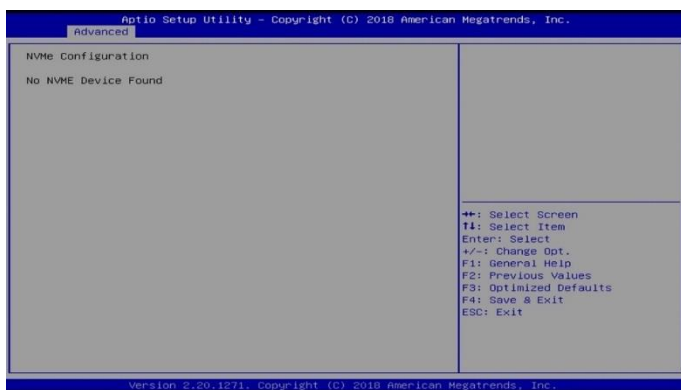 Aptio Setup Utility – Copyright (C) 2018 American Megatrends, Inc.
Advanced
NVMe Configuration
No NVME Device Found
→←: Select Screen
↑↓: Select Item
Enter: Select
+/-: Change Opt.
F1: General Help
F2: Previous Values
F3: Optimized Defaults
F4: Save & Exit
ESC: Exit
Version 2.20.1271. Copyright (C) 2018 American Megatrends, Inc.